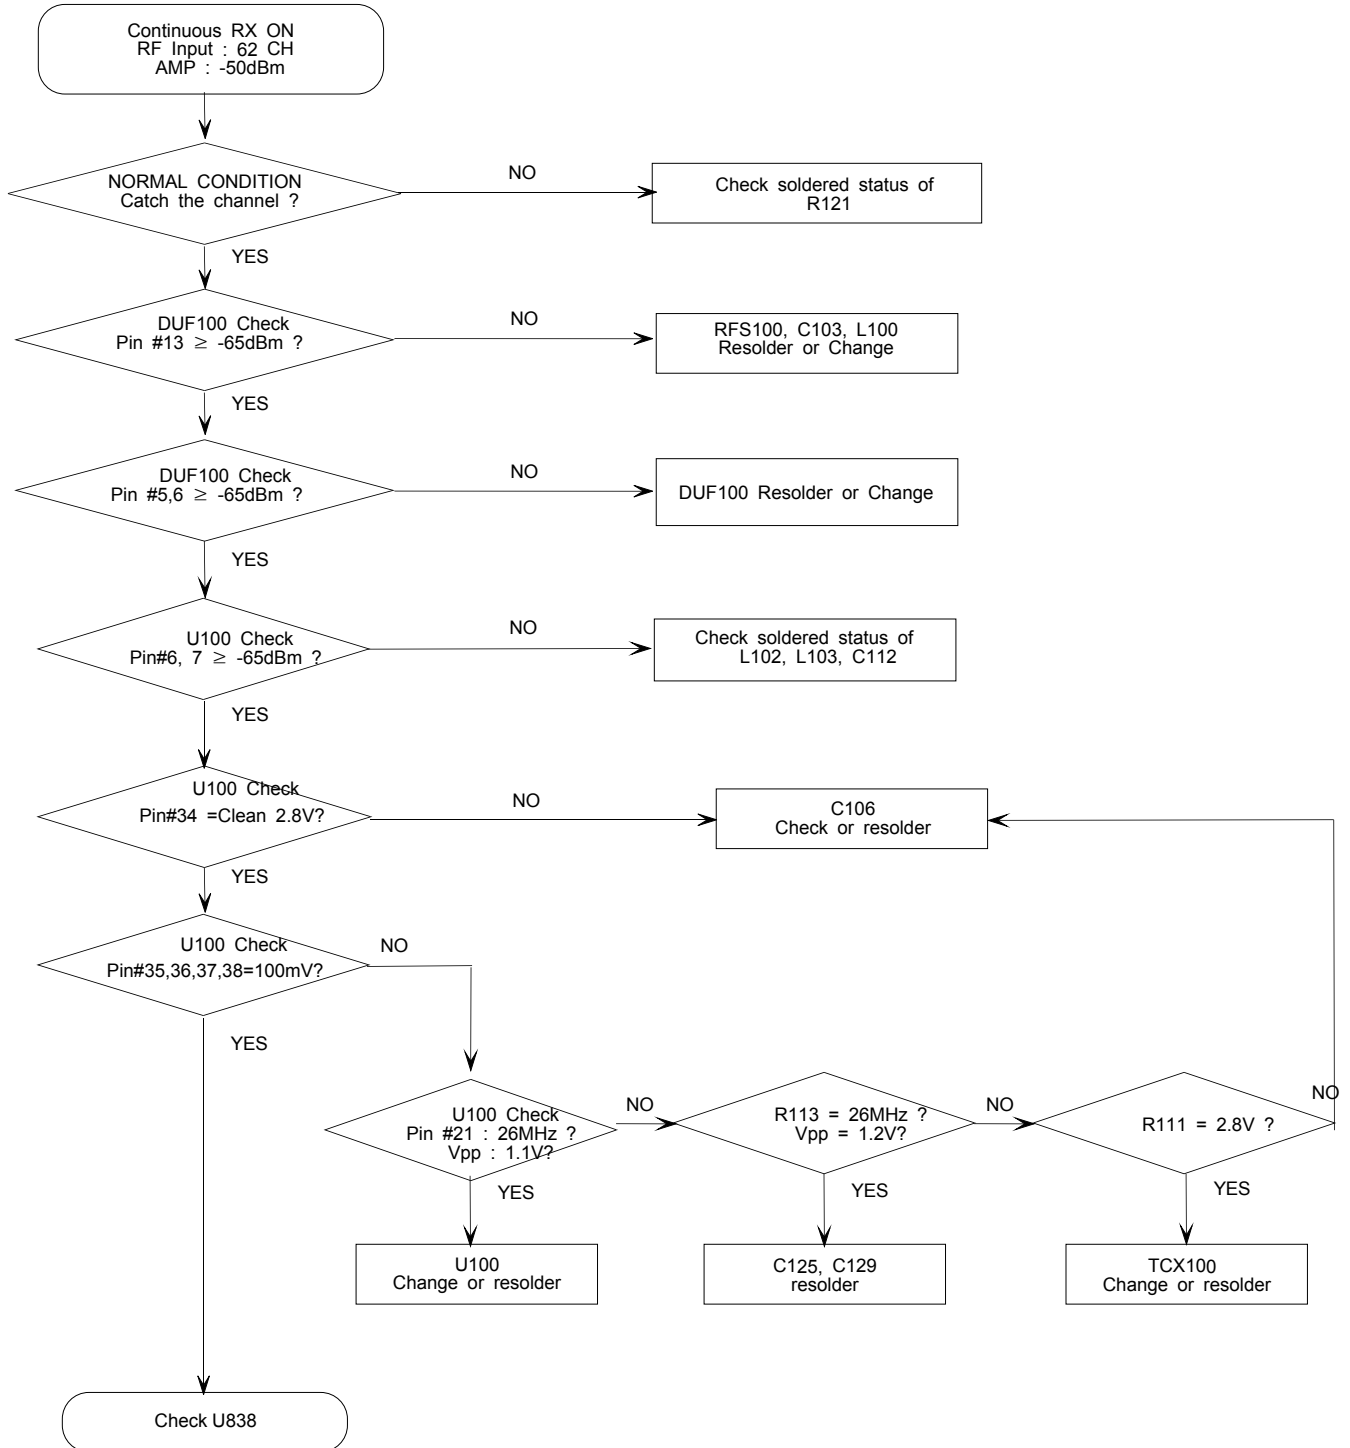 Continuous RX ON
RF Input : 62 CH
AMP : -50dBm
NORMAL CONDITION
Catch the channel ?
NO
Check soldered status of
R121
YES
DUF100 Check
Pin #13 ≥ -65dBm ?
NO
RFS100, C103, L100
Resolder or Change
YES
DUF100 Check
Pin #5,6 ≥ -65dBm ?
NO
DUF100 Resolder or Change
YES
U100 Check
Pin#6, 7 ≥ -65dBm ?
NO
Check soldered status of
L102, L103, C112
YES
U100 Check
Pin#34 =Clean 2.8V?
NO
C106
Check or resolder
YES
U100 Check
Pin#35,36,37,38=100mV?
NO
YES
U100 Check
Pin #21 : 26MHz ?
Vpp : 1.1V?
NO
R113 = 26MHz ?
Vpp = 1.2V?
NO
R111 = 2.8V ?
NO
YES
YES
YES
U100
Change or resolder
C125, C129
resolder
TCX100
Change or resolder
Check U838